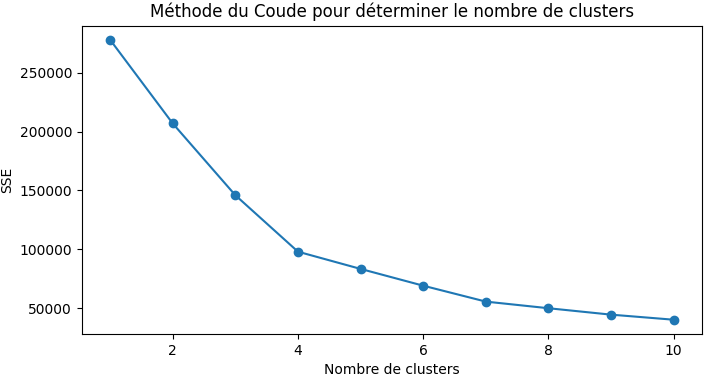 Méthode du Coude pour déterminer le nombre de clusters
250000
200000
150000
100000
50000
SSE
2 4 6 8 10
Nombre de clusters